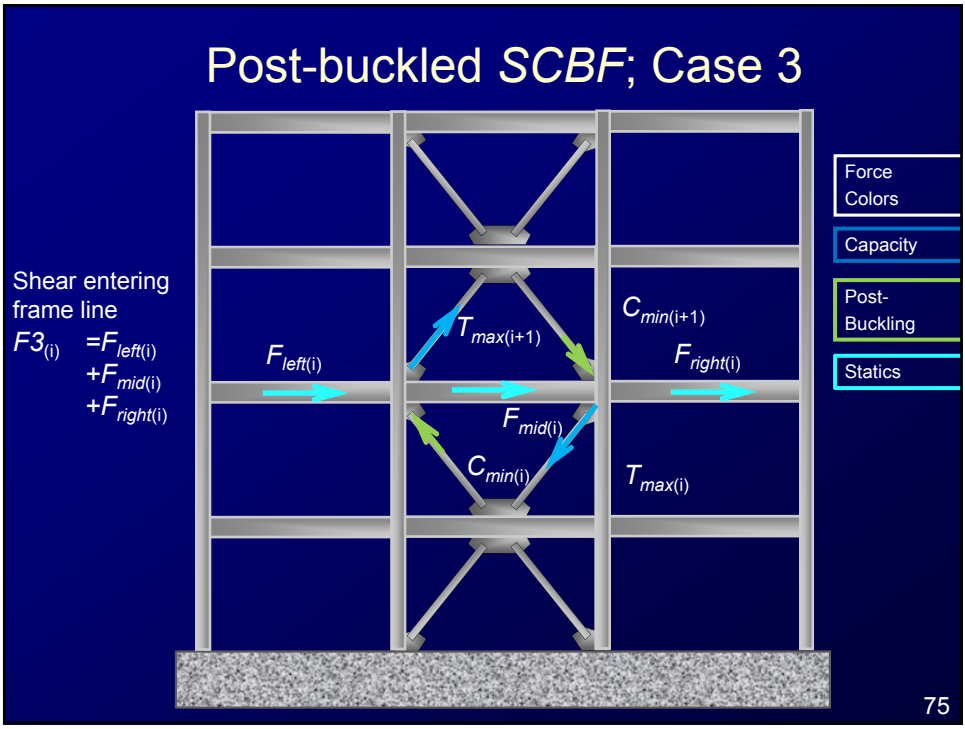 Post-buckled SCBF; Case 3
Force
Colors
Capacity
Post-
Buckling
Statics
Shear entering
frame line
F3(i) =Fleft(i)
+Fmid(i)
+Fright(i)
Fleft(i)
Tmax(i+1)
Cmin(i+1)
Fright(i)
Fmid(i)
Cmin(i)
Tmax(i)
75